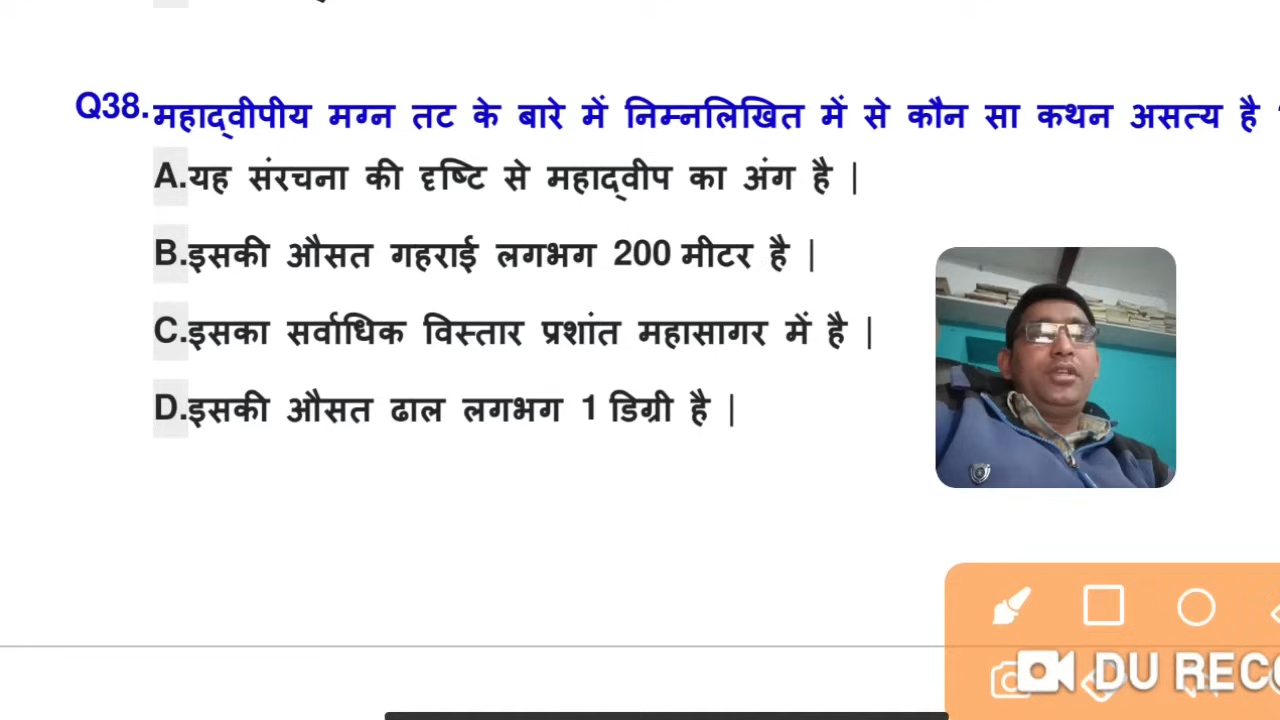 Q38. महाद्वीपीय मग्न तट के बारे में निम्नलिखित में से कौन सा कथन असत्य है
A.यह संरचना की दृष्टि से महाद्वीप का अंग है |
B.इसकी औसत गहराई लगभग 200 मीटर है |
C.इसका सर्वाधिक विस्तार प्रशांत महासागर में है |
D.इसकी औसत ढाल लगभग 1 डिग्री है |
DU REC